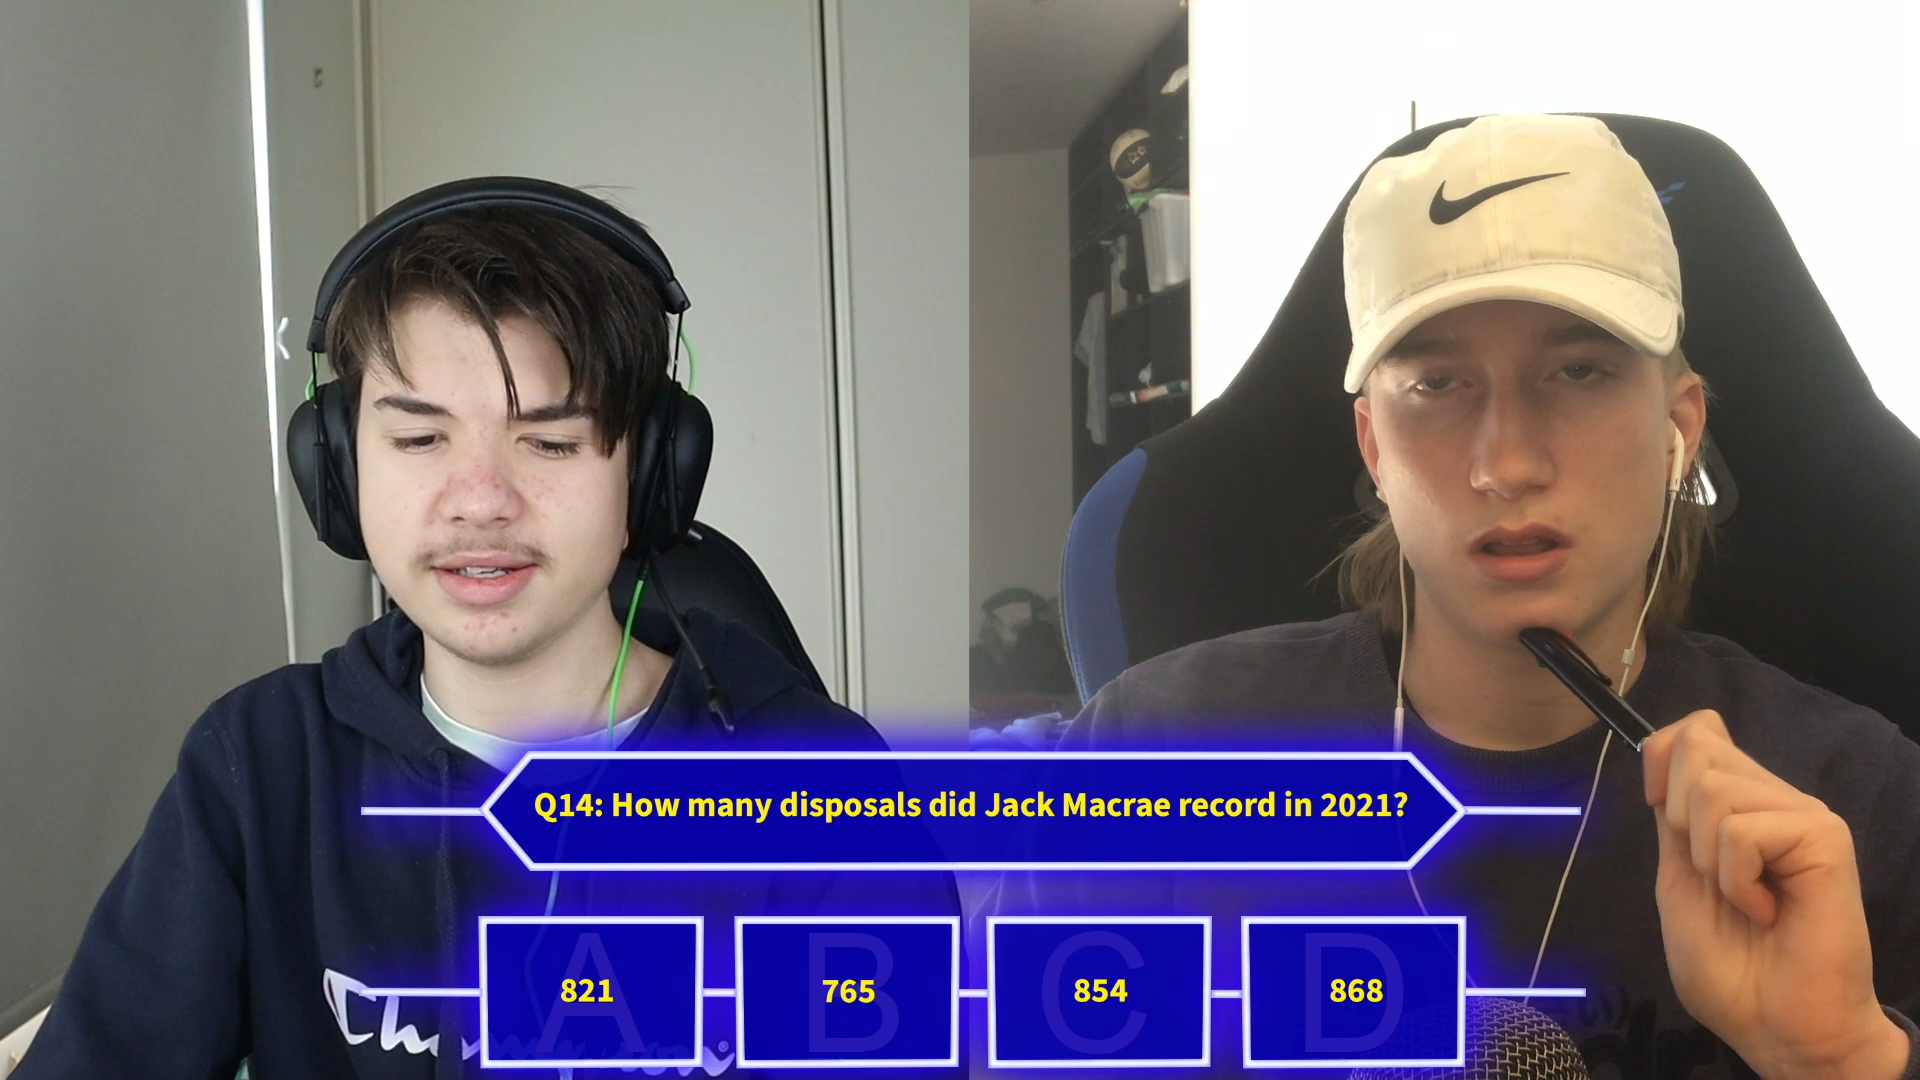 Q14: How many disposals did Jack Macrae record in 2021?
A
821
B
765
C
854
D
868